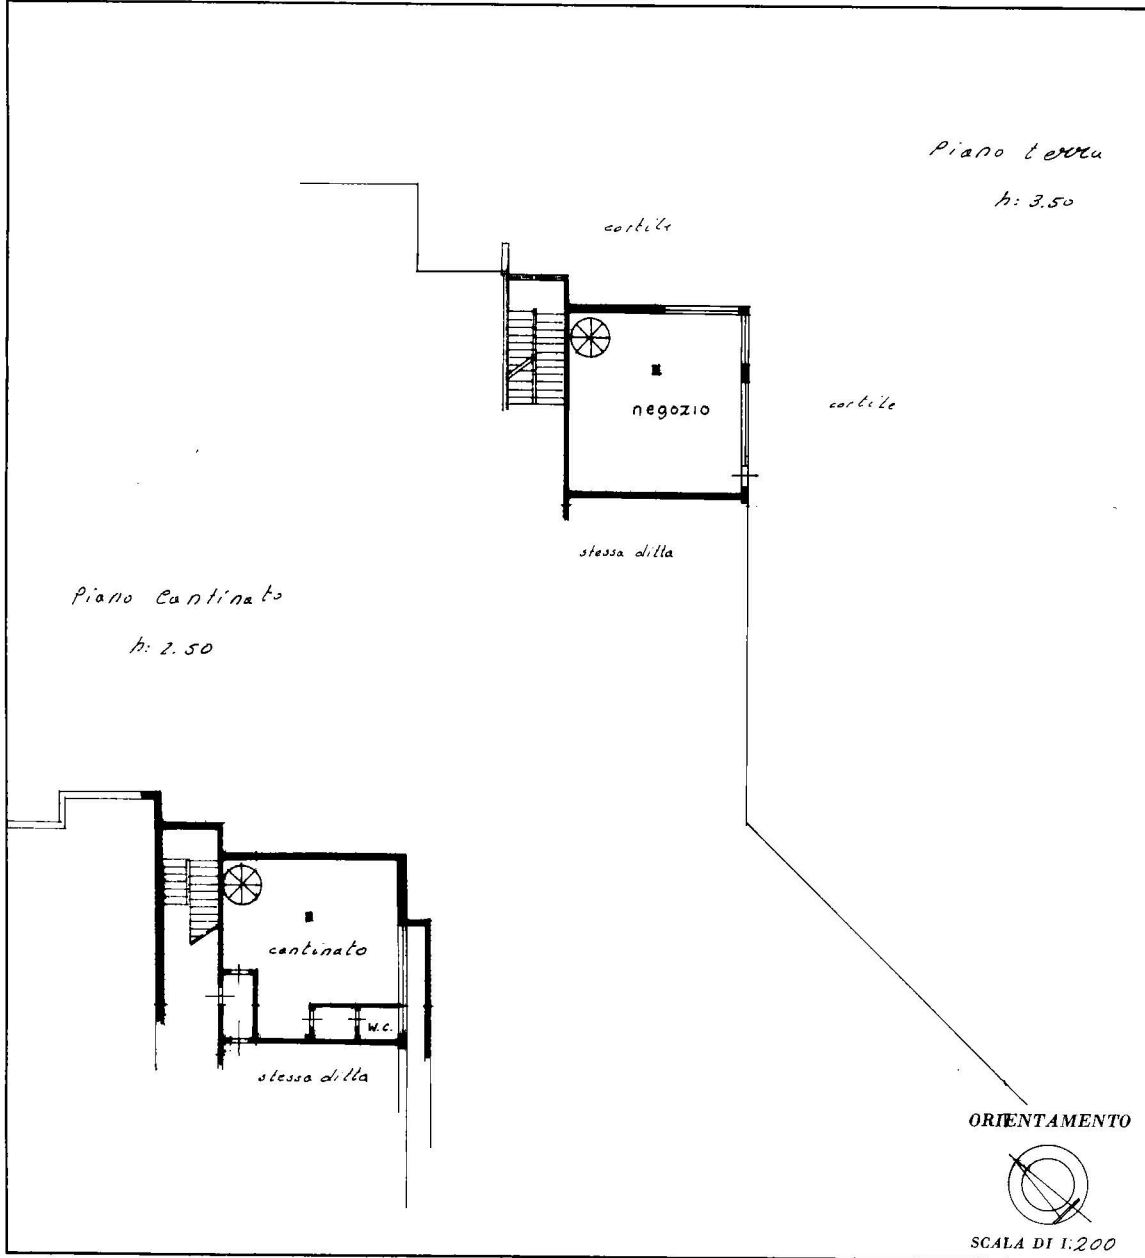 Piano terra
h: 3.50
cortile
negozio
cortile
stessa ditta
Piano Cantinato
h: 2.50
cantinato
W.C.
stessa ditta
ORIENTAMENTO
SCALA DI 1:200